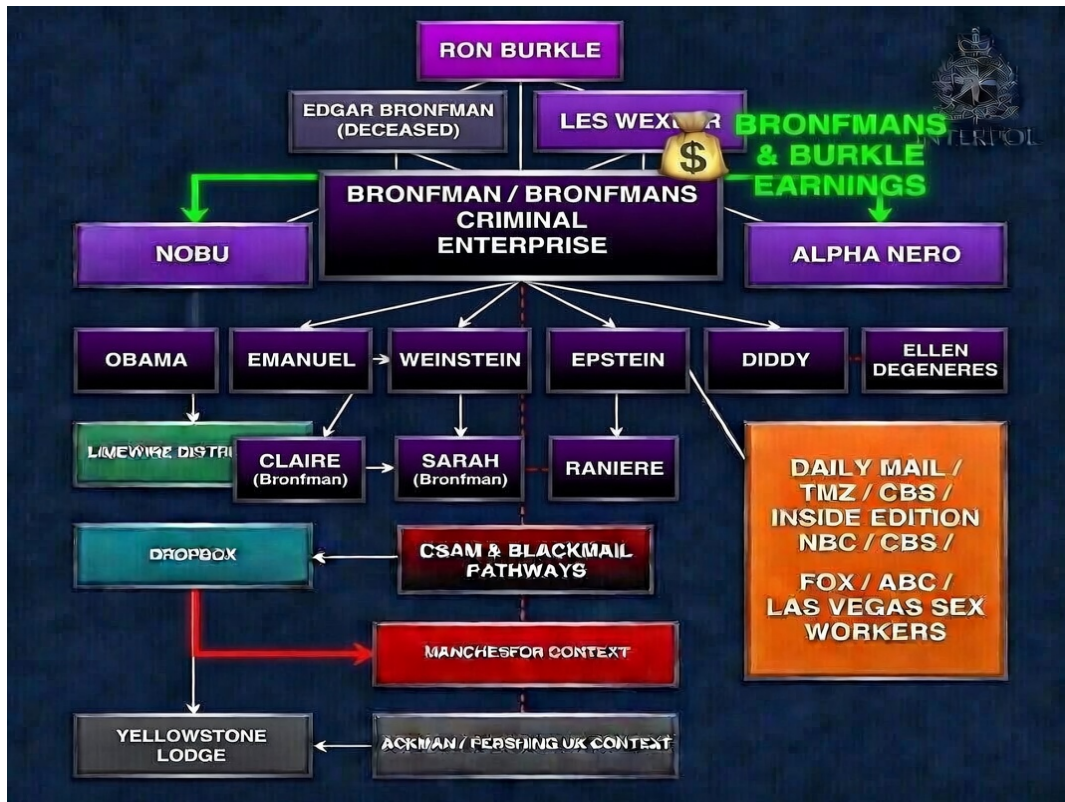 RON BURKLE
EDGAR BRONFMAN
(DECEASED)
LES
BRONFMANS
& BURKLE
EARNINGS
INTERPOL
BRONFMAN / BRONFMANS
CRIMINAL
ENTERPRISE
NOBU
ALPHA NERO
OBAMA
EMANUEL
WEINSTEIN
EPSTEIN
DIDDY
ELLEN
DEGENERES
LIMEWIRE
CLAIRE
(Bronfman)
SARAH
(Bronfman)
RANIERE
DAILY MAIL /
TMZ / CBS /
INSIDE EDITION
NBC / CBS /
FOX / ABC /
LAS VEGAS SEX
WORKERS
DROPBOX
CSAM & BLACKMAIL
PATHWAYS
MANCHESFOR CONTEXT
YELLOWSTONE
LODGE
ACKMAN / PERSHING UK CONTEXT